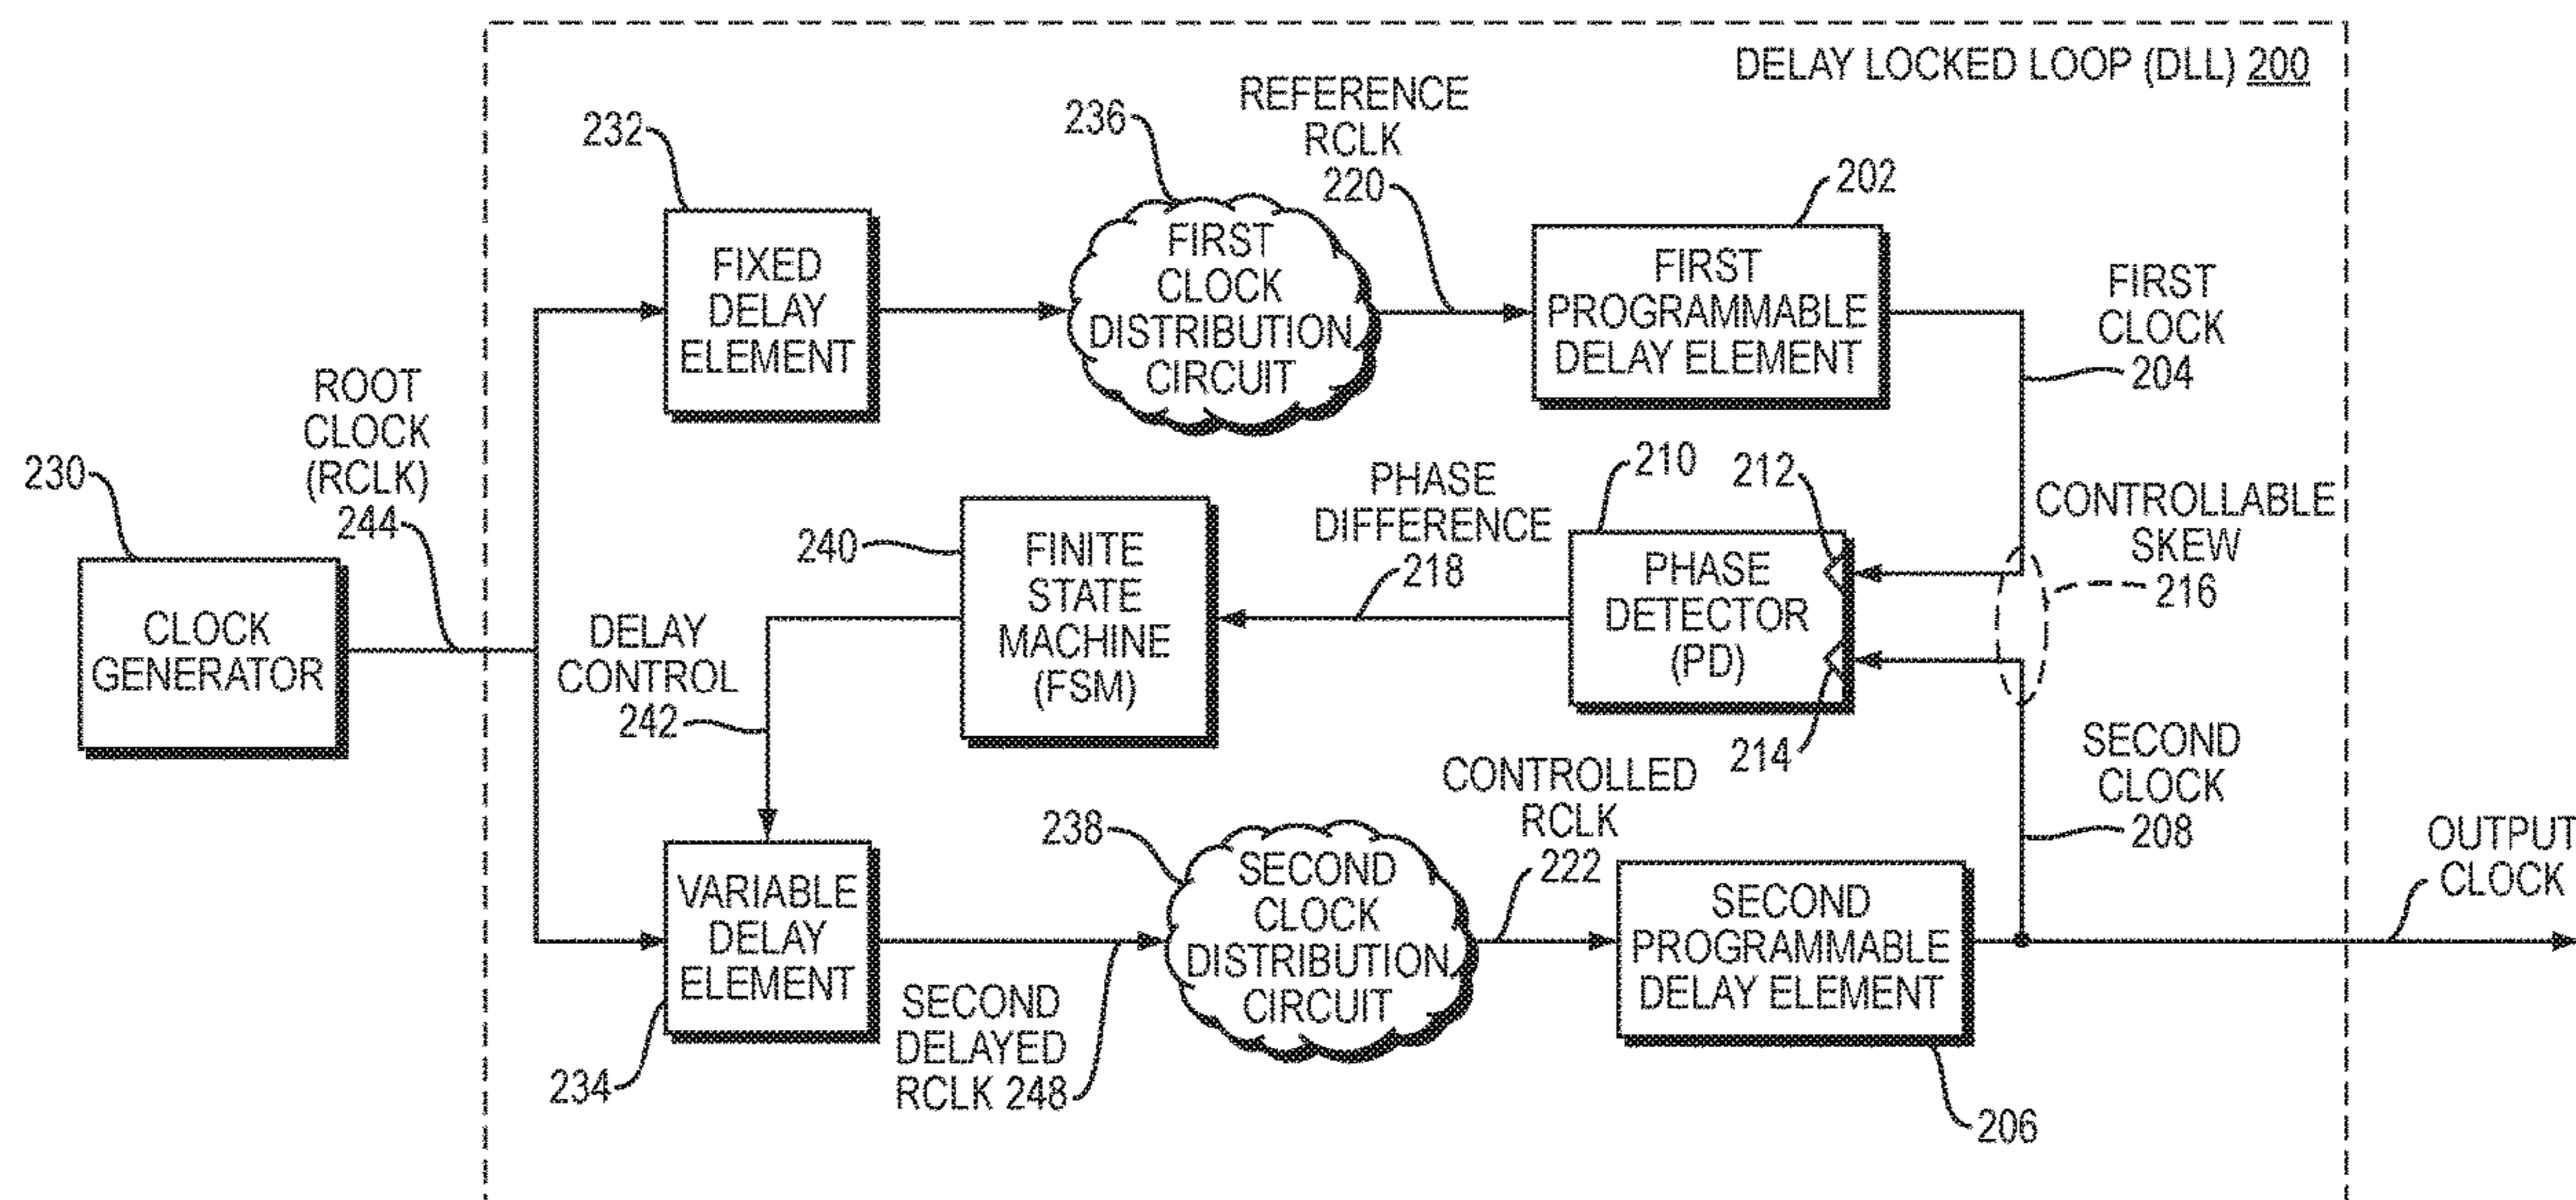 DELAY LOCKED LOOP (DLL) 200
REFERENCE
RCLK
220
236
232
202
FIXED
DELAY
ELEMENT
FIRST
CLOCK
DISTRIBUTION
CIRCUIT
FIRST
PROGRAMMABLE
DELAY ELEMENT
FIRST
CLOCK
204
ROOT
CLOCK
(RCLK)
244
230
CLOCK
GENERATOR
240
FINITE
STATE
MACHINE
(FSM)
PHASE
DIFFERENCE
218
210
212
PHASE
DETECTOR
(PD)
214
CONTROLLABLE
SKEW
216
DELAY
CONTROL
242
SECOND
CLOCK
208
CONTROLLED
RCLK
222
238
VARIABLE
DELAY
ELEMENT
234
SECOND
DELAYED
RCLK 248
SECOND
CLOCK
DISTRIBUTION
CIRCUIT
SECOND
PROGRAMMABLE
DELAY ELEMENT
206
OUTPUT
CLOCK